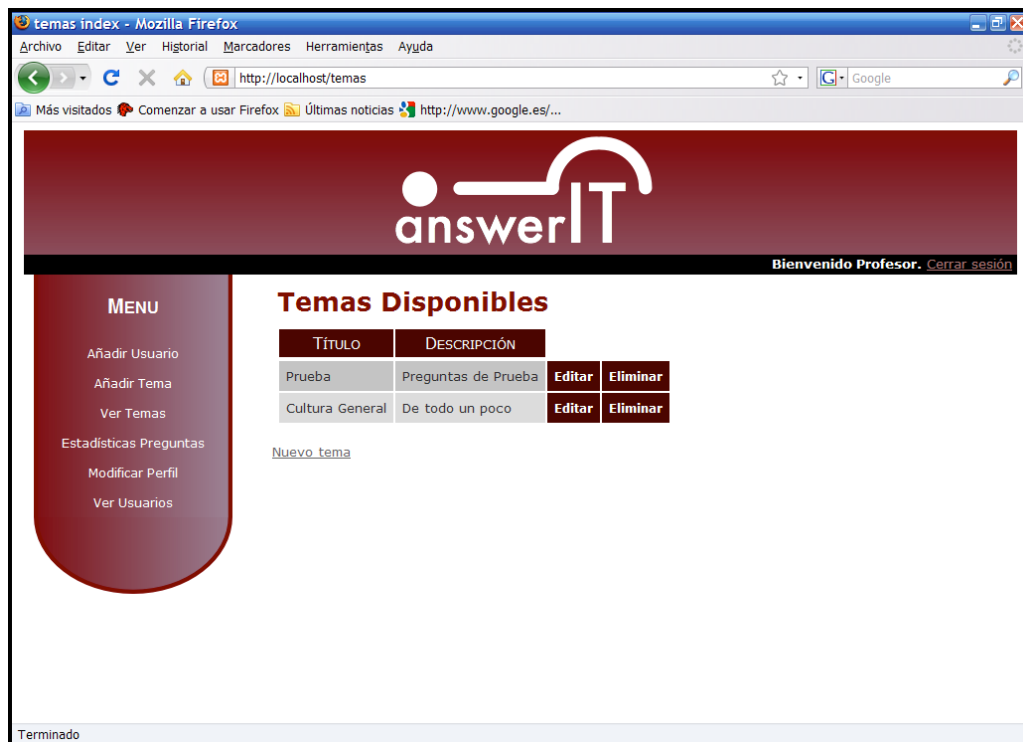 temas index - Mozilla Firefox
Archivo Editar Ver Historial Marcadores Herramientas Ayuda
http://localhost/temas
G Google
Más visitados Comenzar a usar Firefox Últimas noticias http://www.google.es/...
answerIT
Bienvenido Profesor. Cerrar sesión
MENU
Añadir Usuario
Añadir Tema
Ver Temas
Estadísticas Preguntas
Modificar Perfil
Ver Usuarios
Temas Disponibles
TÍTULO DESCRIPCIÓN
Prueba Preguntas de Prueba Editar Eliminar
Cultura General De todo un poco Editar Eliminar
Nuevo tema
Terminado